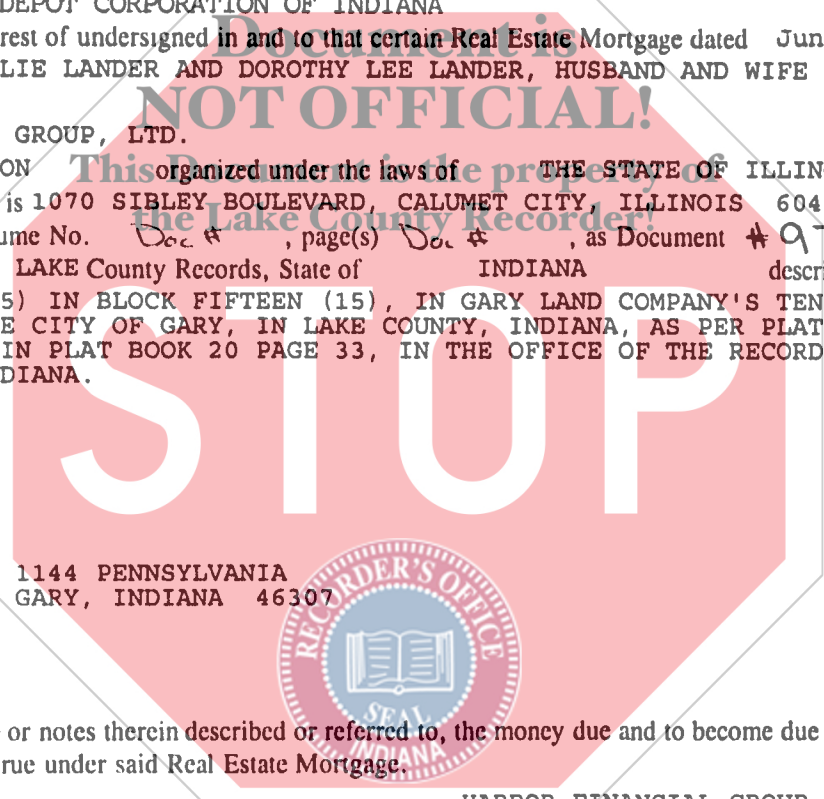 DEPOT CORPORATION OF INDIANA
Document is
rest of undersigned in and to that certain Real Estate Mortgage dated Jun
LIE LANDER AND DOROTHY LEE LANDER, HUSBAND AND WIFE
NOT OFFICIAL!
GROUP, LTD.
This Document is the property of
ON organized under the laws of THE STATE OF ILLIN
is 1070 SIBLEY BOULEVARD, CALUMET CITY, ILLINOIS 604
the Lake County Recorder!
ume No. Doc # , page(s) Doc # , as Document # 97
LAKE County Records, State of INDIANA descri
5) IN BLOCK FIFTEEN (15), IN GARY LAND COMPANY'S TEN
E CITY OF GARY, IN LAKE COUNTY, INDIANA, AS PER PLAT
IN PLAT BOOK 20 PAGE 33, IN THE OFFICE OF THE RECORD
DIANA.
STOP
1144 PENNSYLVANIA
GARY, INDIANA 46307
RECORDER'S OFFICE
SEAL
INDIANA
or notes therein described or referred to, the money due and to become due
rue under said Real Estate Mortgage.
HARBOR FINANCIAL GROUP